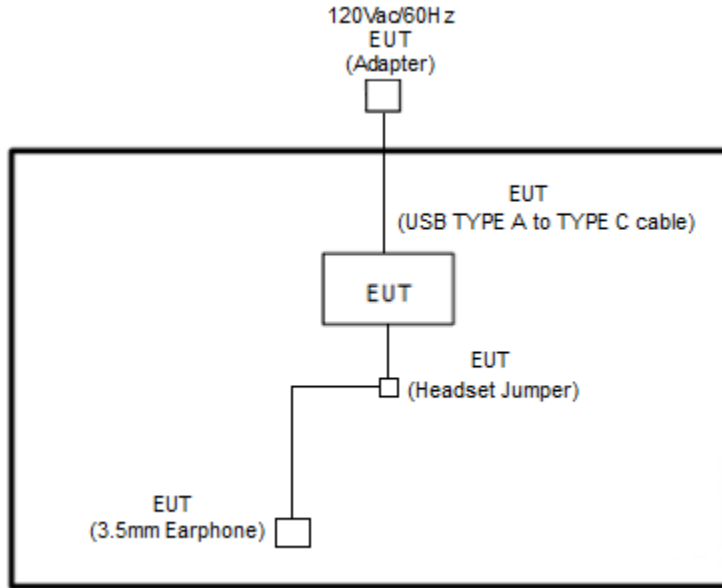 120Vac/60Hz
EUT
(Adapter)
EUT
(USB TYPE A to TYPE C cable)
EUT
EUT
(Headset Jumper)
EUT
(3.5mm Earphone)